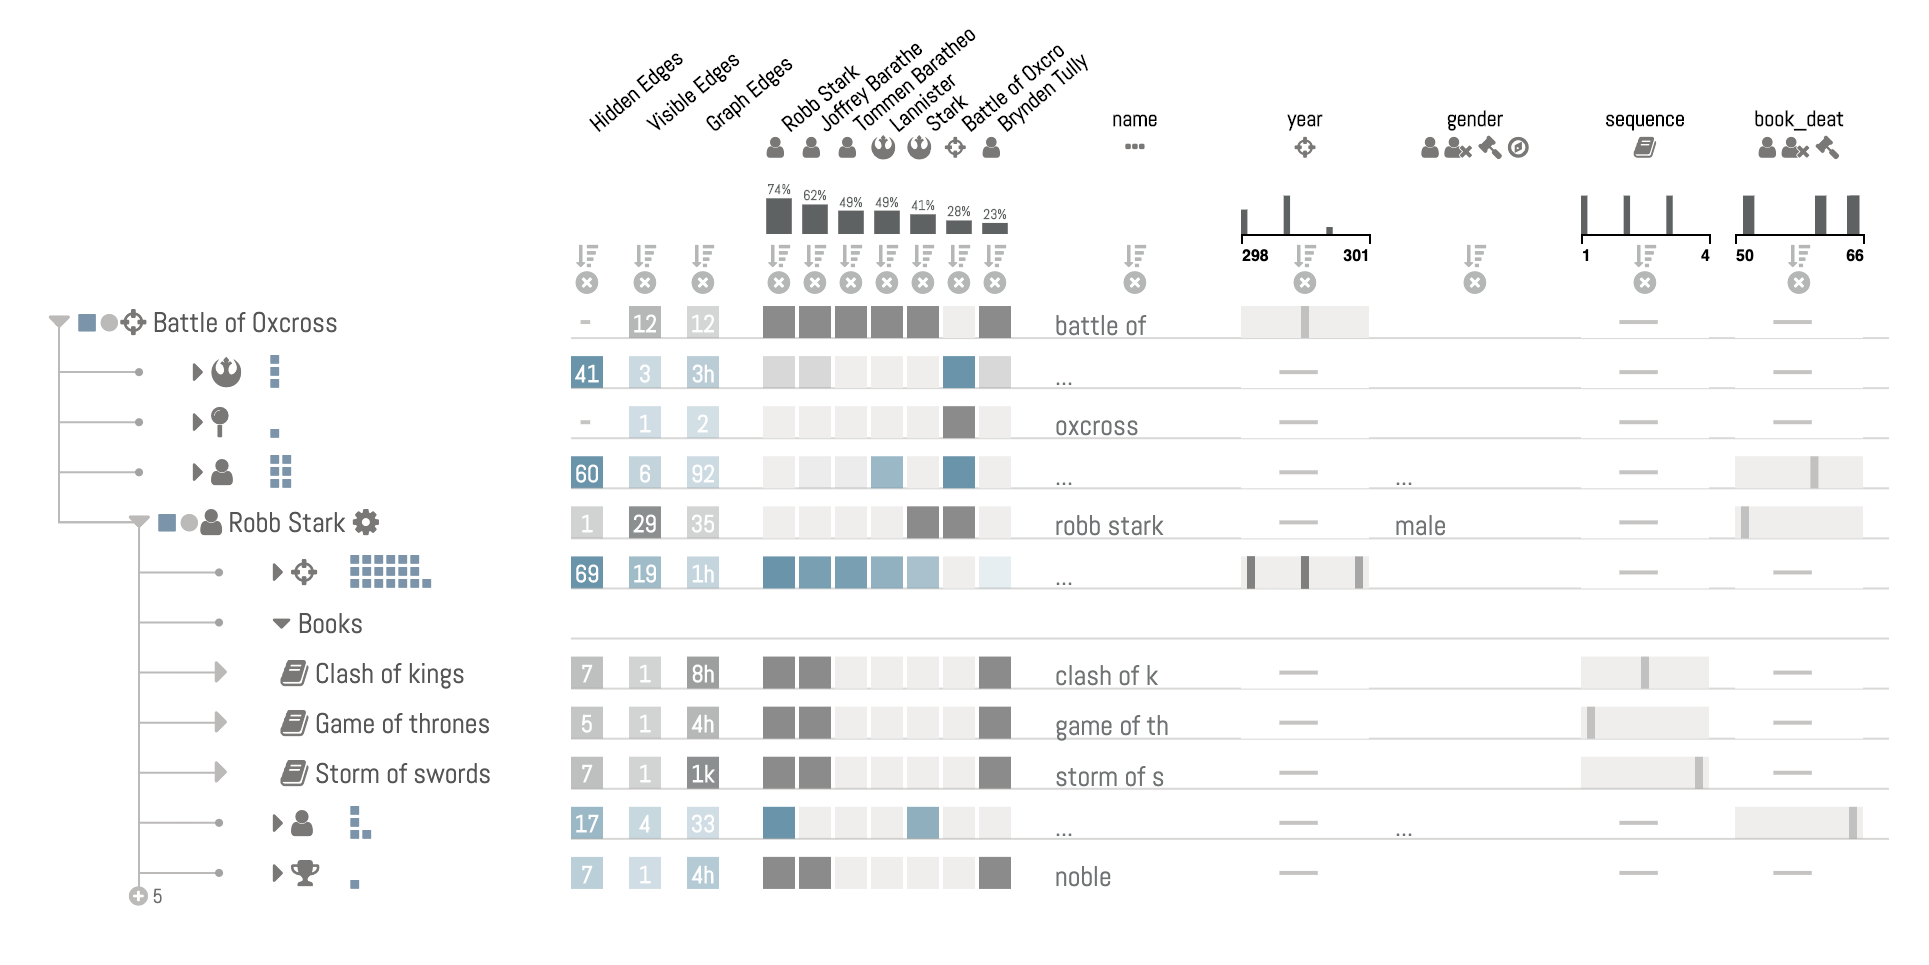 Hidden Edges
Visible Edges
Graph Edges
Robb Stark
Joffrey Barathe
Tommen Baratheo
Lannister
Stark
Battle of Oxcro
Brynden Tully
name
year
gender
sequence
book_deat
74% 62% 49% 49% 41% 28% 23%
298 301 1 4 50 66
Battle of Oxcross - 12 12 battle of
41 3 3h ...
- 1 2 oxcross
60 6 92 ... ...
Robb Stark 1 29 35 robb stark male
69 19 1h ...
Books
Clash of kings 7 1 8h clash of k
Game of thrones 5 1 4h game of th
Storm of swords 7 1 1k storm of s
17 4 33 ... ...
7 1 4h noble
5